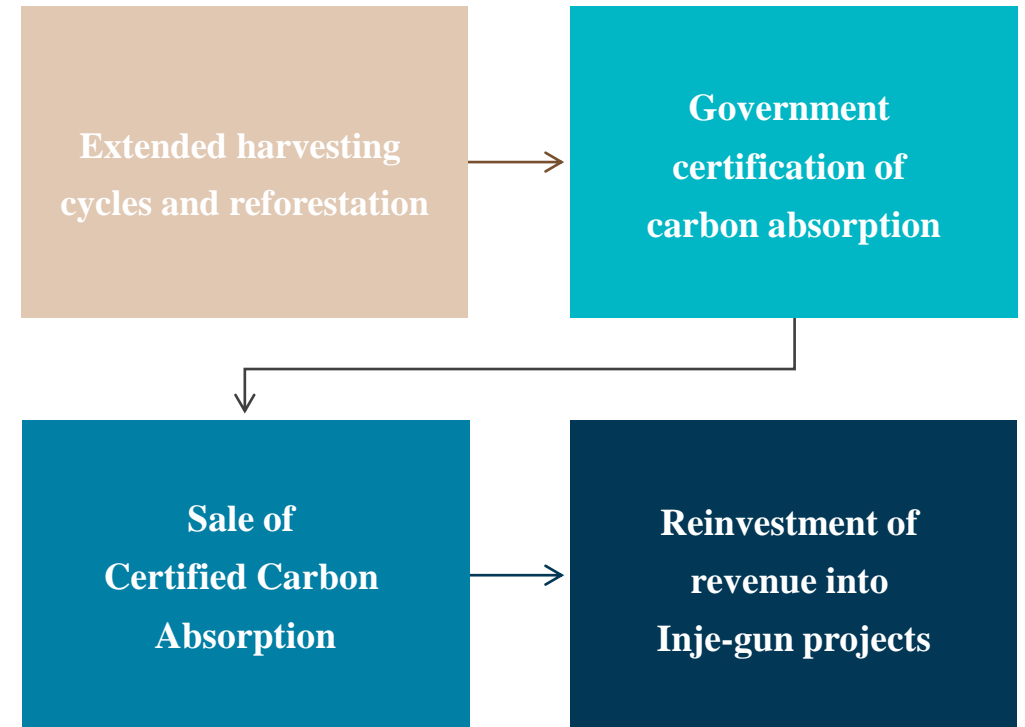 Extended harvesting
cycles and reforestation
Government
certification of
carbon absorption
Sale of
Certified Carbon
Absorption
Reinvestment of
revenue into
Inje-gun projects